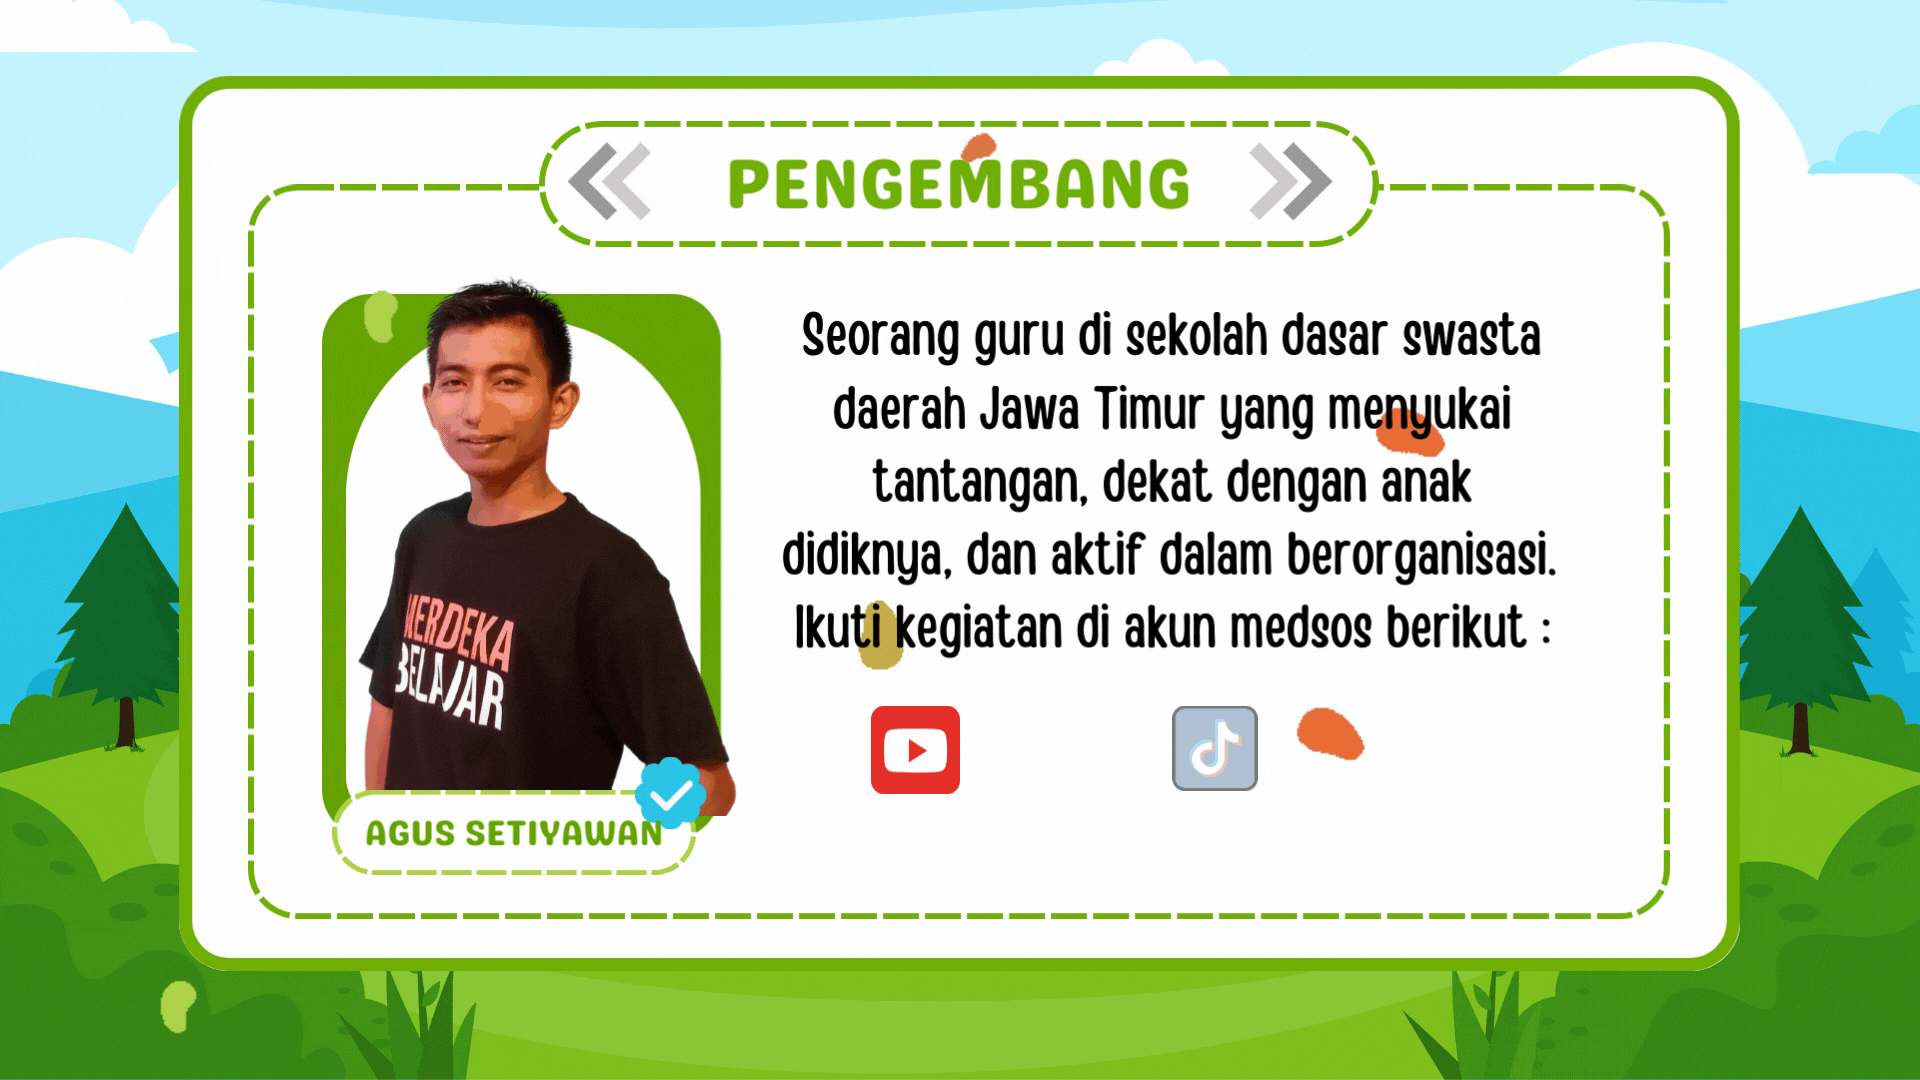 PENGEMBANG
Seorang guru di sekolah dasar swasta
daerah Jawa Timur yang menyukai
tantangan, dekat dengan anak
didiknya, dan aktif dalam berorganisasi.
Ikuti kegiatan di akun medsos berikut :
MERDEKA
BELAJAR
AGUS SETIYAWAN